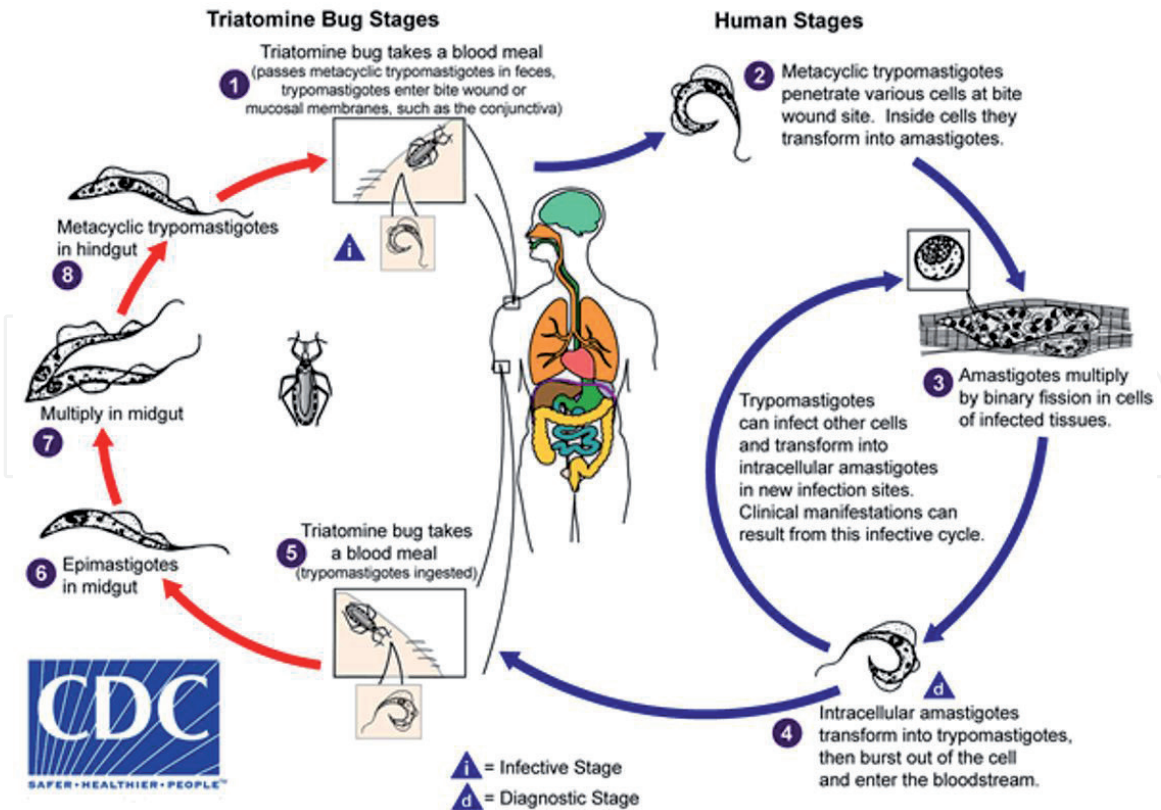 Triatomine Bug Stages
Human Stages
Triatomine bug takes a blood meal
(passes metacyclic trypomastigotes in feces,
trypomastigotes enter bite wound or
mucosal membranes, such as the conjunctiva)
1
i
2
Metacyclic trypomastigotes
penetrate various cells at bite
wound site. Inside cells they
transform into amastigotes.
3
Amastigotes multiply
by binary fission in cells
of infected tissues.
Trypomastigotes
can infect other cells
and transform into
intracellular amastigotes
in new infection sites.
Clinical manifestations can
result from this infective cycle.
d
4
Intracellular amastigotes
transform into trypomastigotes,
then burst out of the cell
and enter the bloodstream.
5
Triatomine bug takes
a blood meal
(trypomastigotes ingested)
6
Epimastigotes
in midgut
Multiply in midgut
7
Metacyclic trypomastigotes
in hindgut
8
CDC
SAFER•HEALTHIER•PEOPLE™
i = Infective Stage
d = Diagnostic Stage